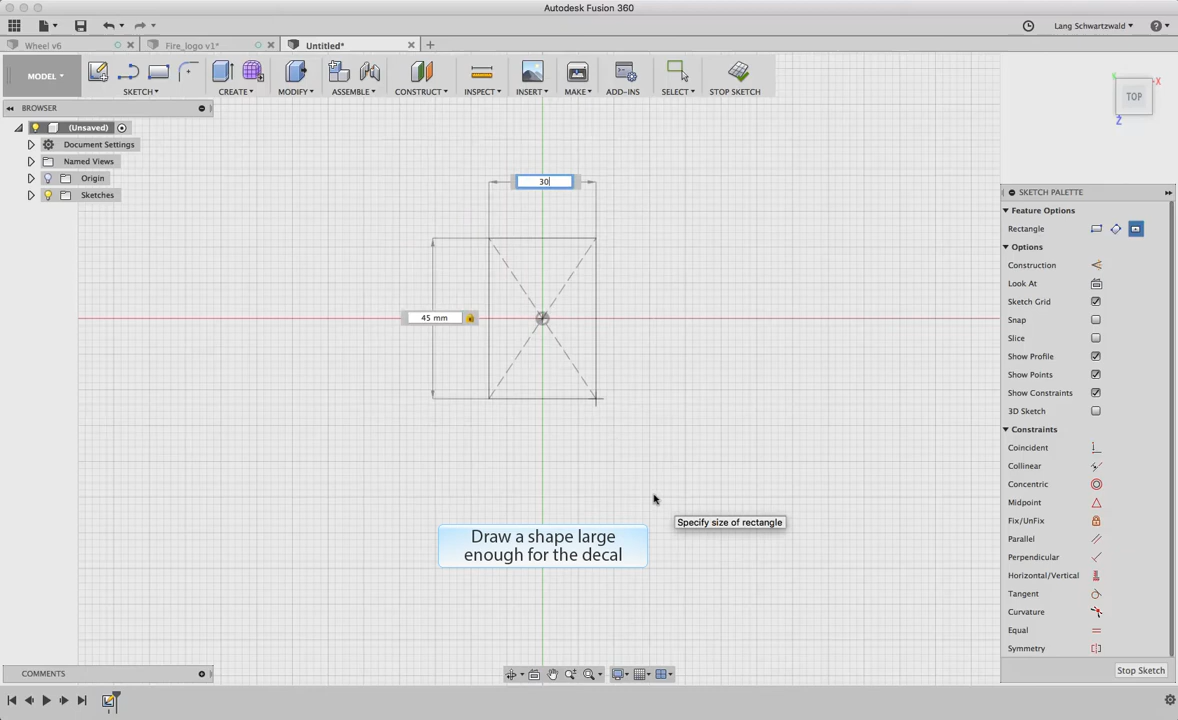 Autodesk Fusion 360
Lang Schwartzwald
Wheel v6
Fire_logo v1*
Untitled*
MODEL
SKETCH
CREATE
MODIFY
ASSEMBLE
CONSTRUCT
INSPECT
INSERT
MAKE
ADD-INS
SELECT
STOP SKETCH
BROWSER
(Unsaved)
Document Settings
Named Views
Origin
Sketches
X
TOP
Z
30
45 mm
Specify size of rectangle
Draw a shape large
enough for the decal
SKETCH PALETTE
Feature Options
Rectangle
Options
Construction
Look At
Sketch Grid
Snap
Slice
Show Profile
Show Points
Show Constraints
3D Sketch
Constraints
Coincident
Collinear
Concentric
Midpoint
Fix/UnFix
Parallel
Perpendicular
Horizontal/Vertical
Tangent
Curvature
Equal
Symmetry
Stop Sketch
COMMENTS